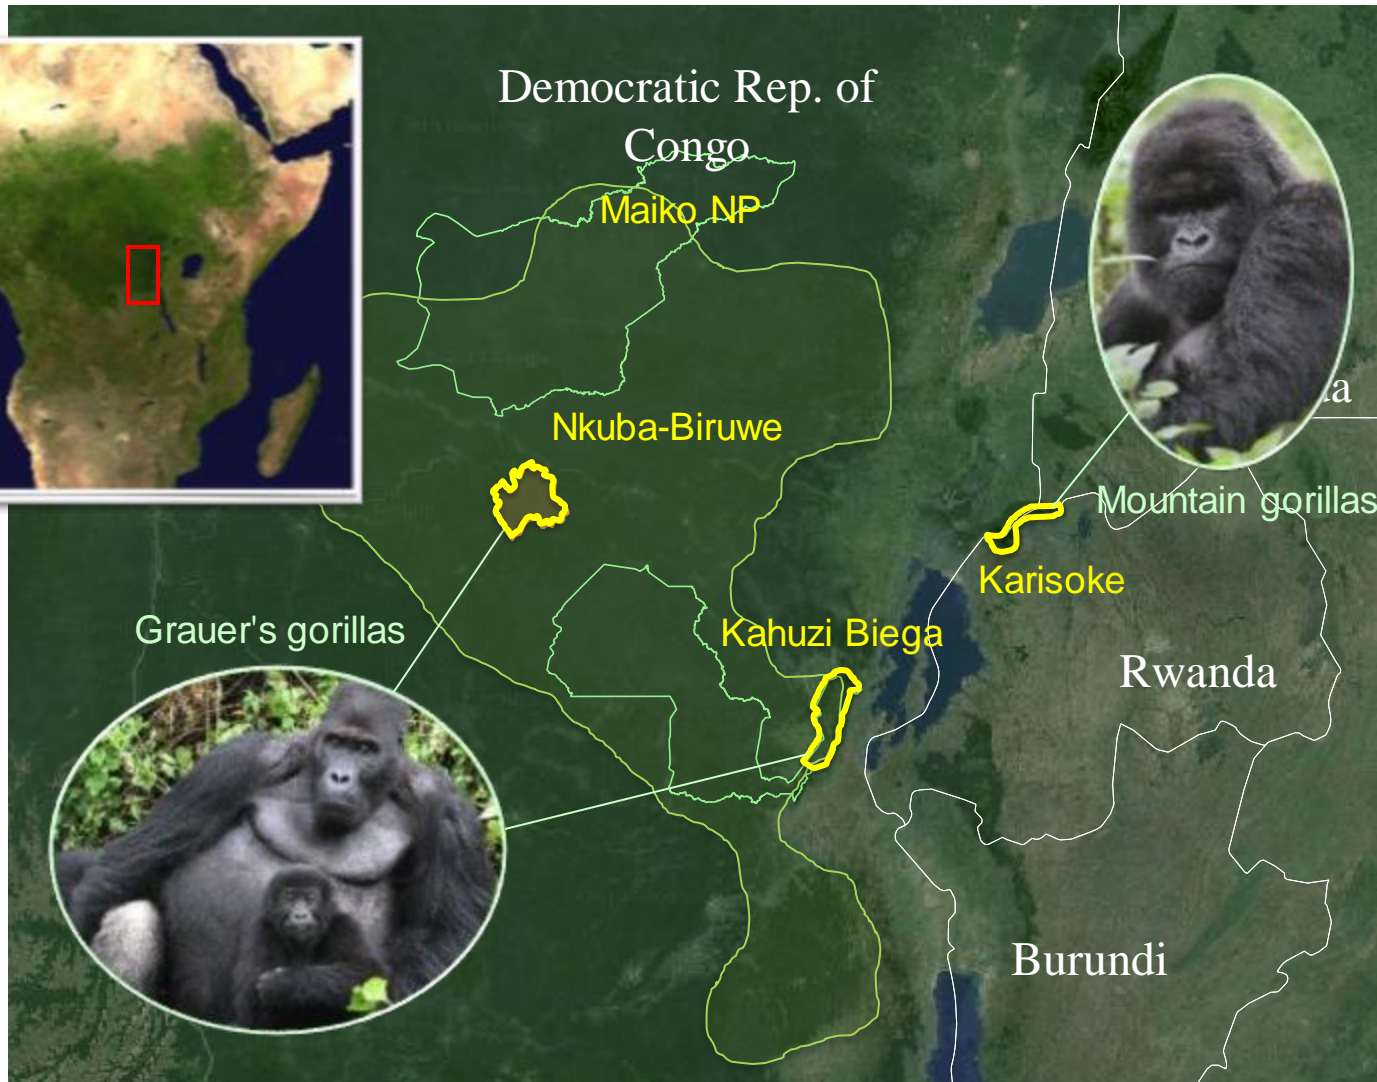 Democratic Rep. of
Congo
Maiko NP
Nkuba-Biruwe
Mountain gorillas
Karisoke
Grauer's gorillas
Kahuzi Biega
Rwanda
Burundi